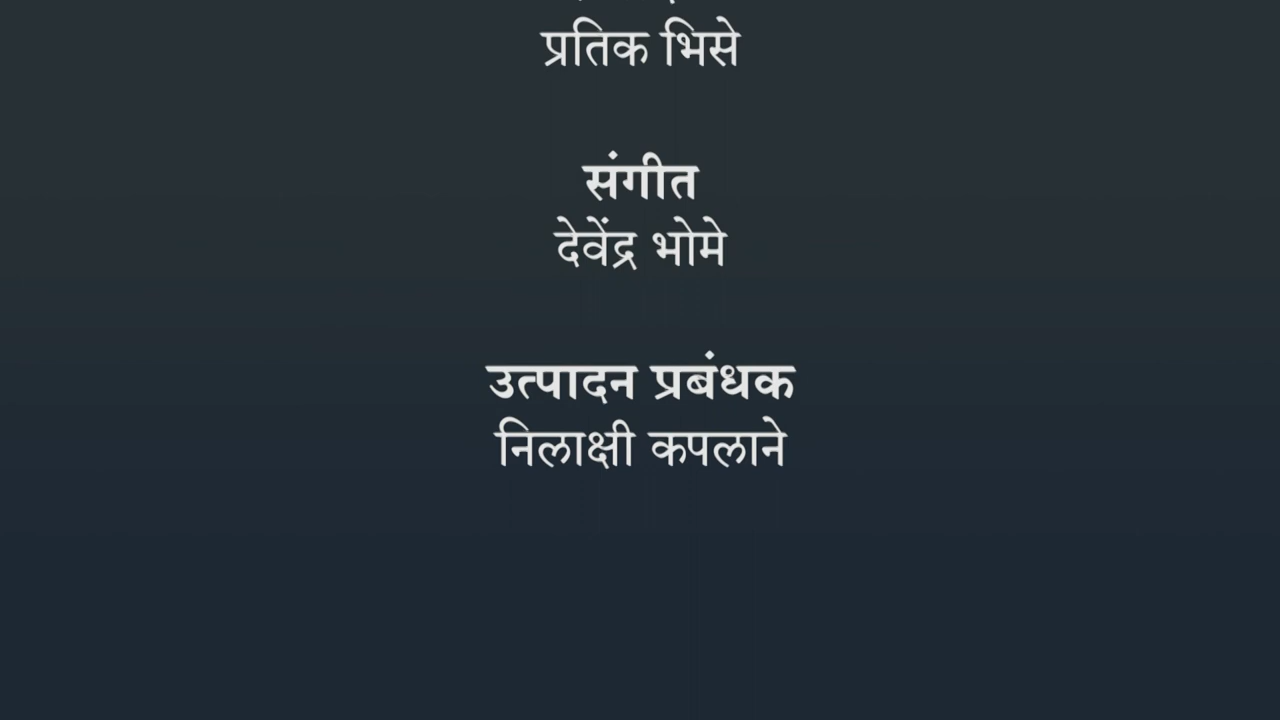 प्रतिक भिसे
संगीत
देवेंद्र भोमे
उत्पादन प्रबंधक
निलाक्षी कपलाने